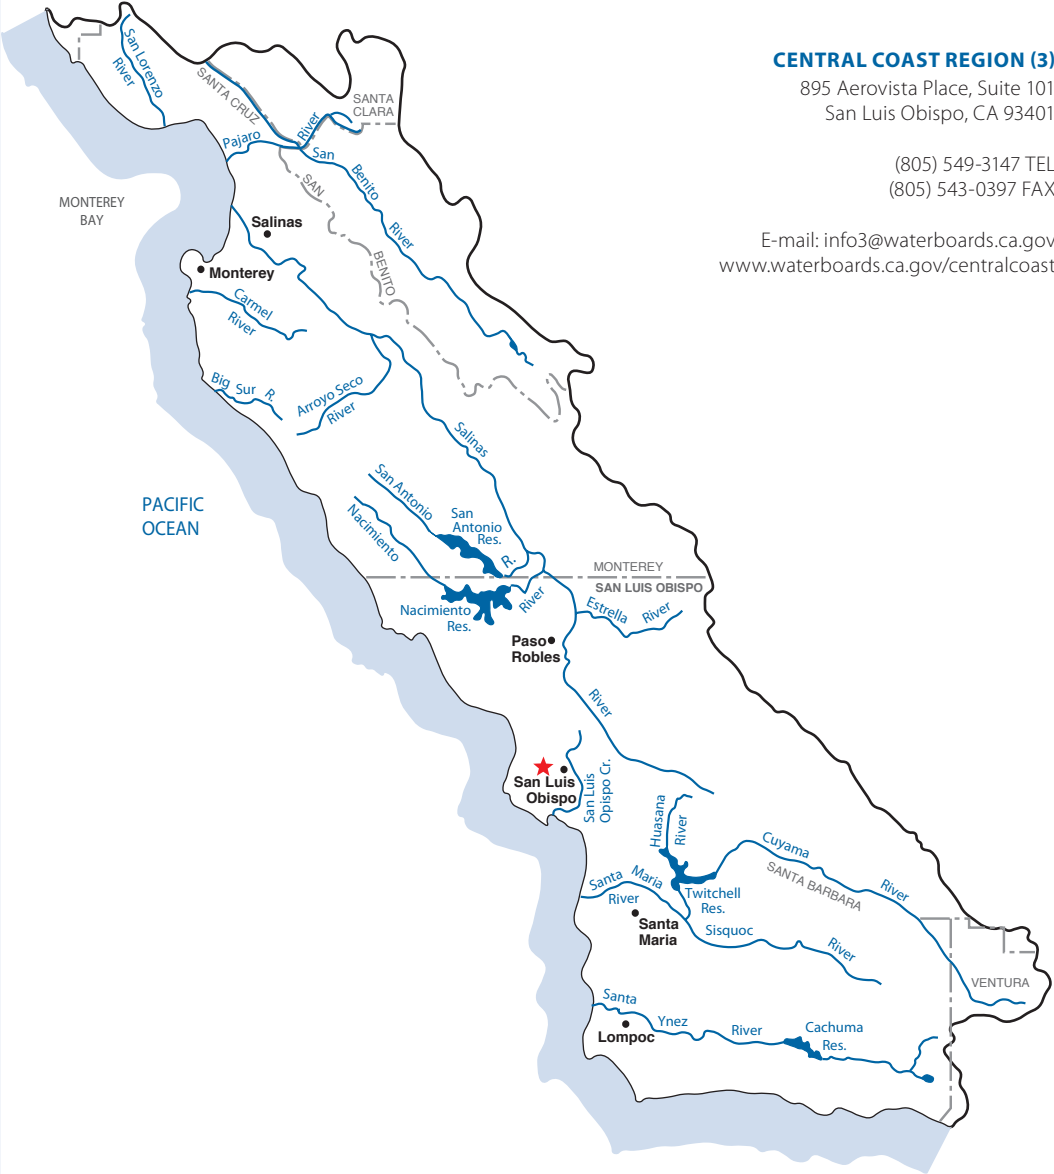 CENTRAL COAST REGION (3)
895 Aerovista Place, Suite 101
San Luis Obispo, CA 93401
(805) 549-3147 TEL
(805) 543-0397 FAX
E-mail: info3@waterboards.ca.gov
www.waterboards.ca.gov/centralcoast
San Lorenzo
River
SANTA CRUZ
SANTA
CLARA
Pajaro
River
San
Benito
River
SAN
BENITO
MONTEREY
BAY
Salinas
Monterey
Carmel
River
Big Sur R.
Arroyo Seco
River
Salinas
PACIFIC
OCEAN
San Antonio
San
Antonio
Res.
R.
Nacimiento
MONTEREY
SAN LUIS OBISPO
Nacimiento
Res.
River
Estrella River
Paso
Robles
River
San Luis
Obispo
San Luis
Opispo Cr.
Huasana
River
Cuyama
River
SANTA BARBARA
Santa Maria
River
Twitchell
Res.
Santa
Maria
Sisquoc
River
VENTURA
Santa
Ynez
River
Cachuma
Res.
Lompoc